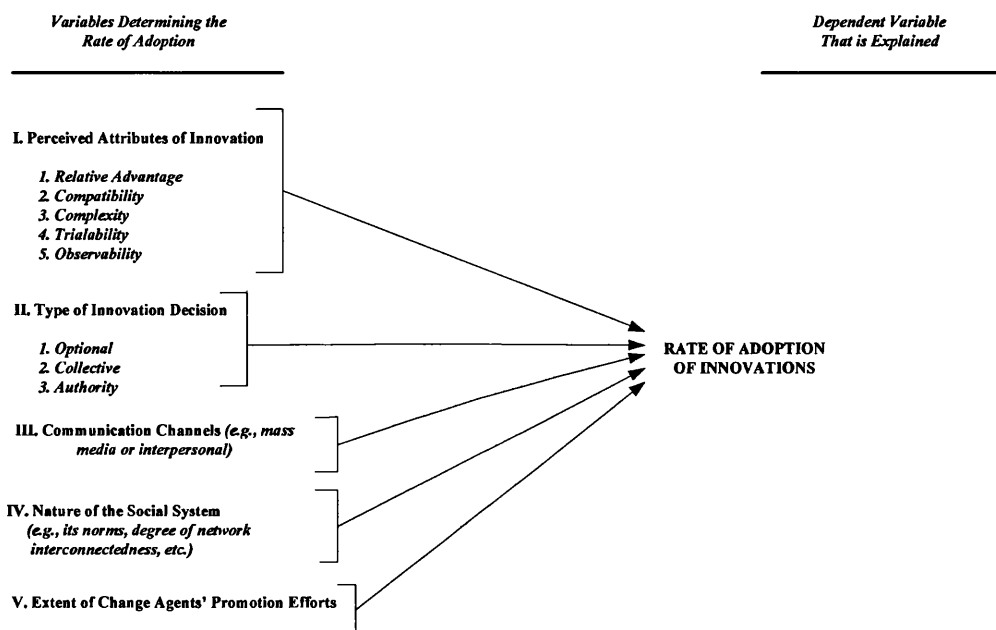 Variables Determining the
Rate of Adoption
Dependent Variable
That is Explained
I. Perceived Attributes of Innovation
1. Relative Advantage
2. Compatibility
3. Complexity
4. Trialability
5. Observability
II. Type of Innovation Decision
1. Optional
2. Collective
3. Authority
III. Communication Channels (e.g., mass
media or interpersonal)
IV. Nature of the Social System
(e.g., its norms, degree of network
interconnectedness, etc.)
V. Extent of Change Agents' Promotion Efforts
RATE OF ADOPTION
OF INNOVATIONS